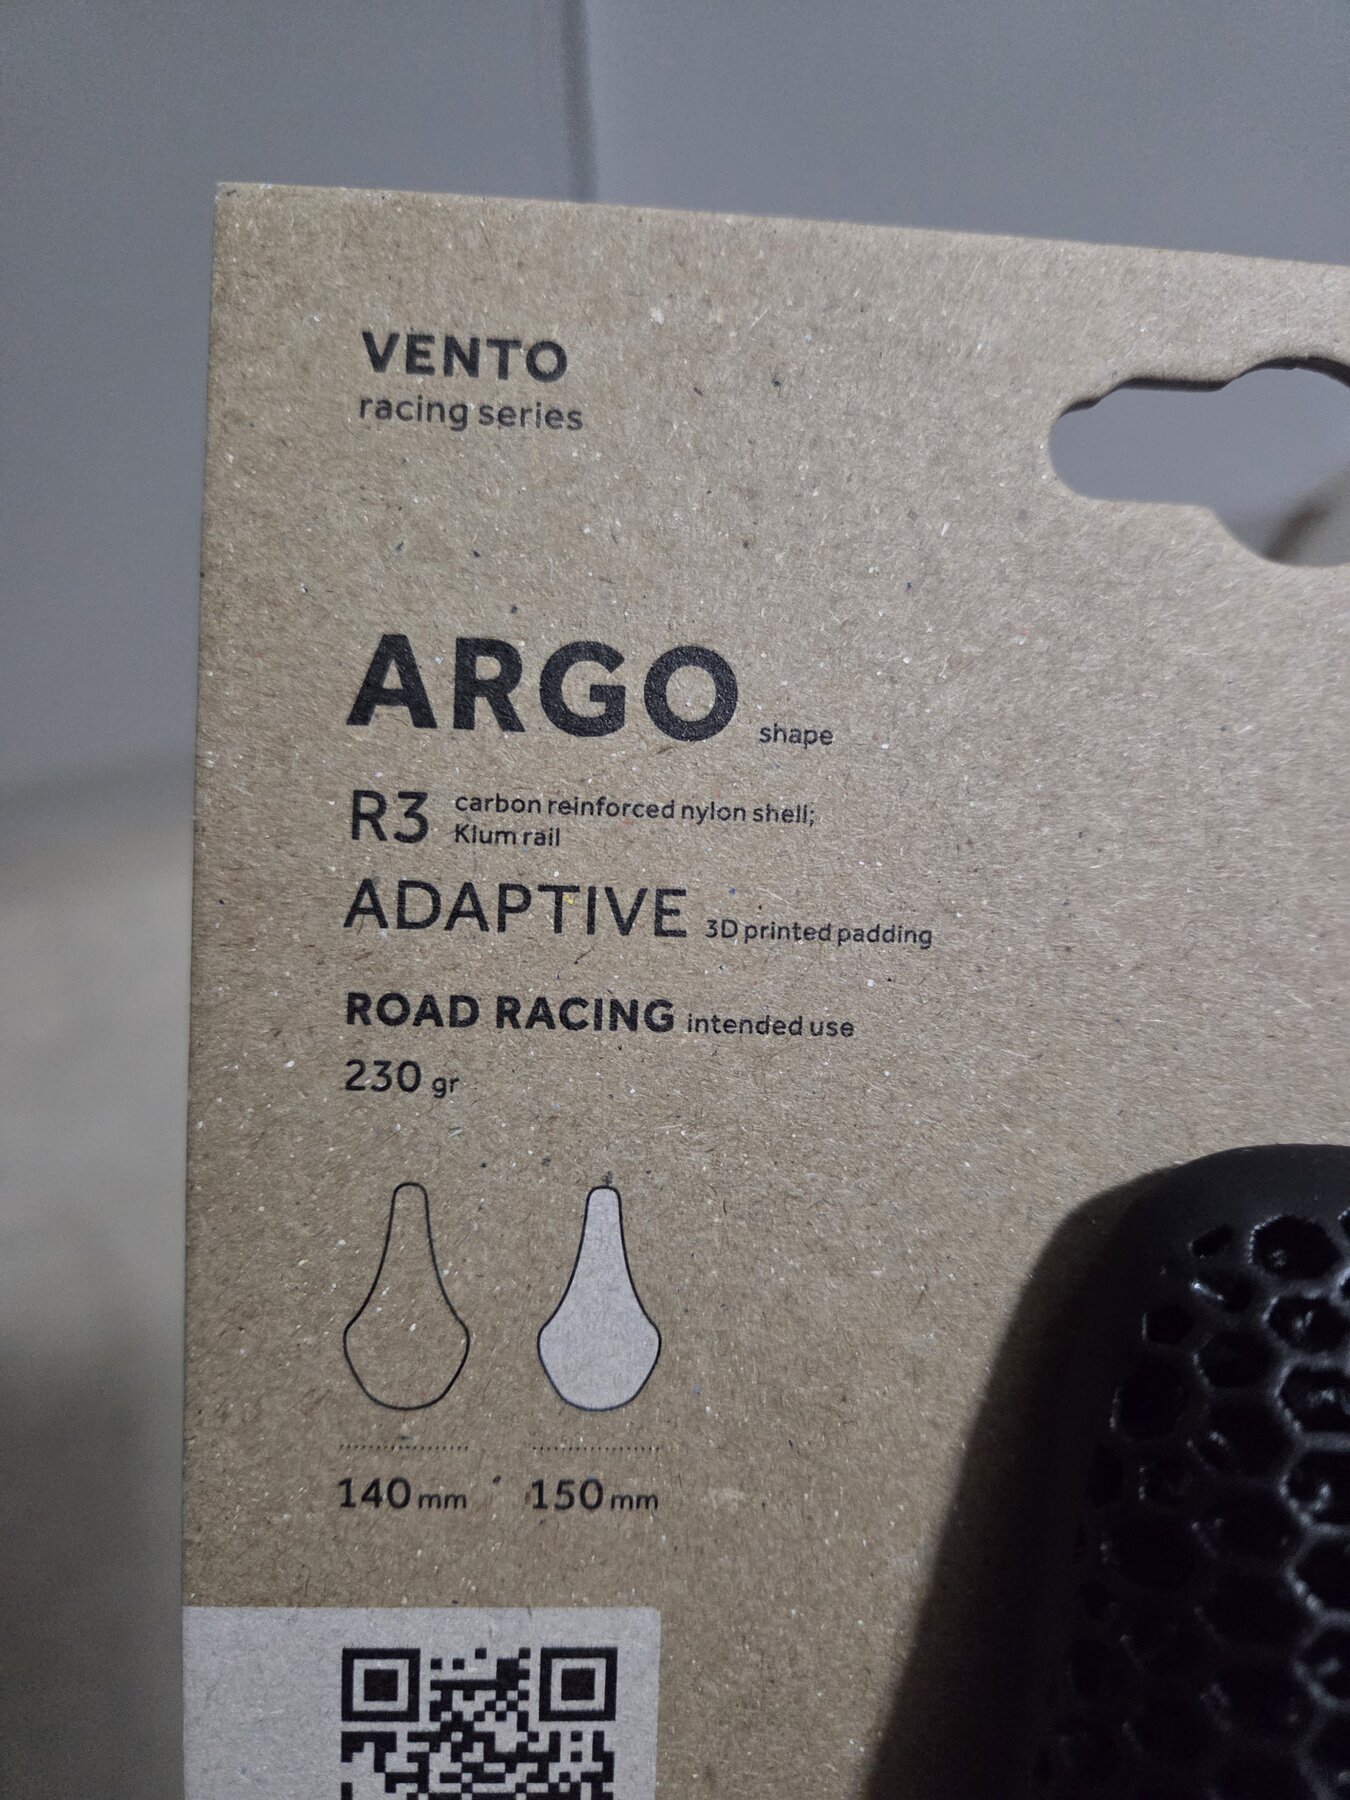 VENTO
racing series
ARGO shape
R3 carbon reinforced nylon shell;
Klum rail
ADAPTIVE 3D printed padding
ROAD RACING intended use
230 gr
140 mm 150 mm